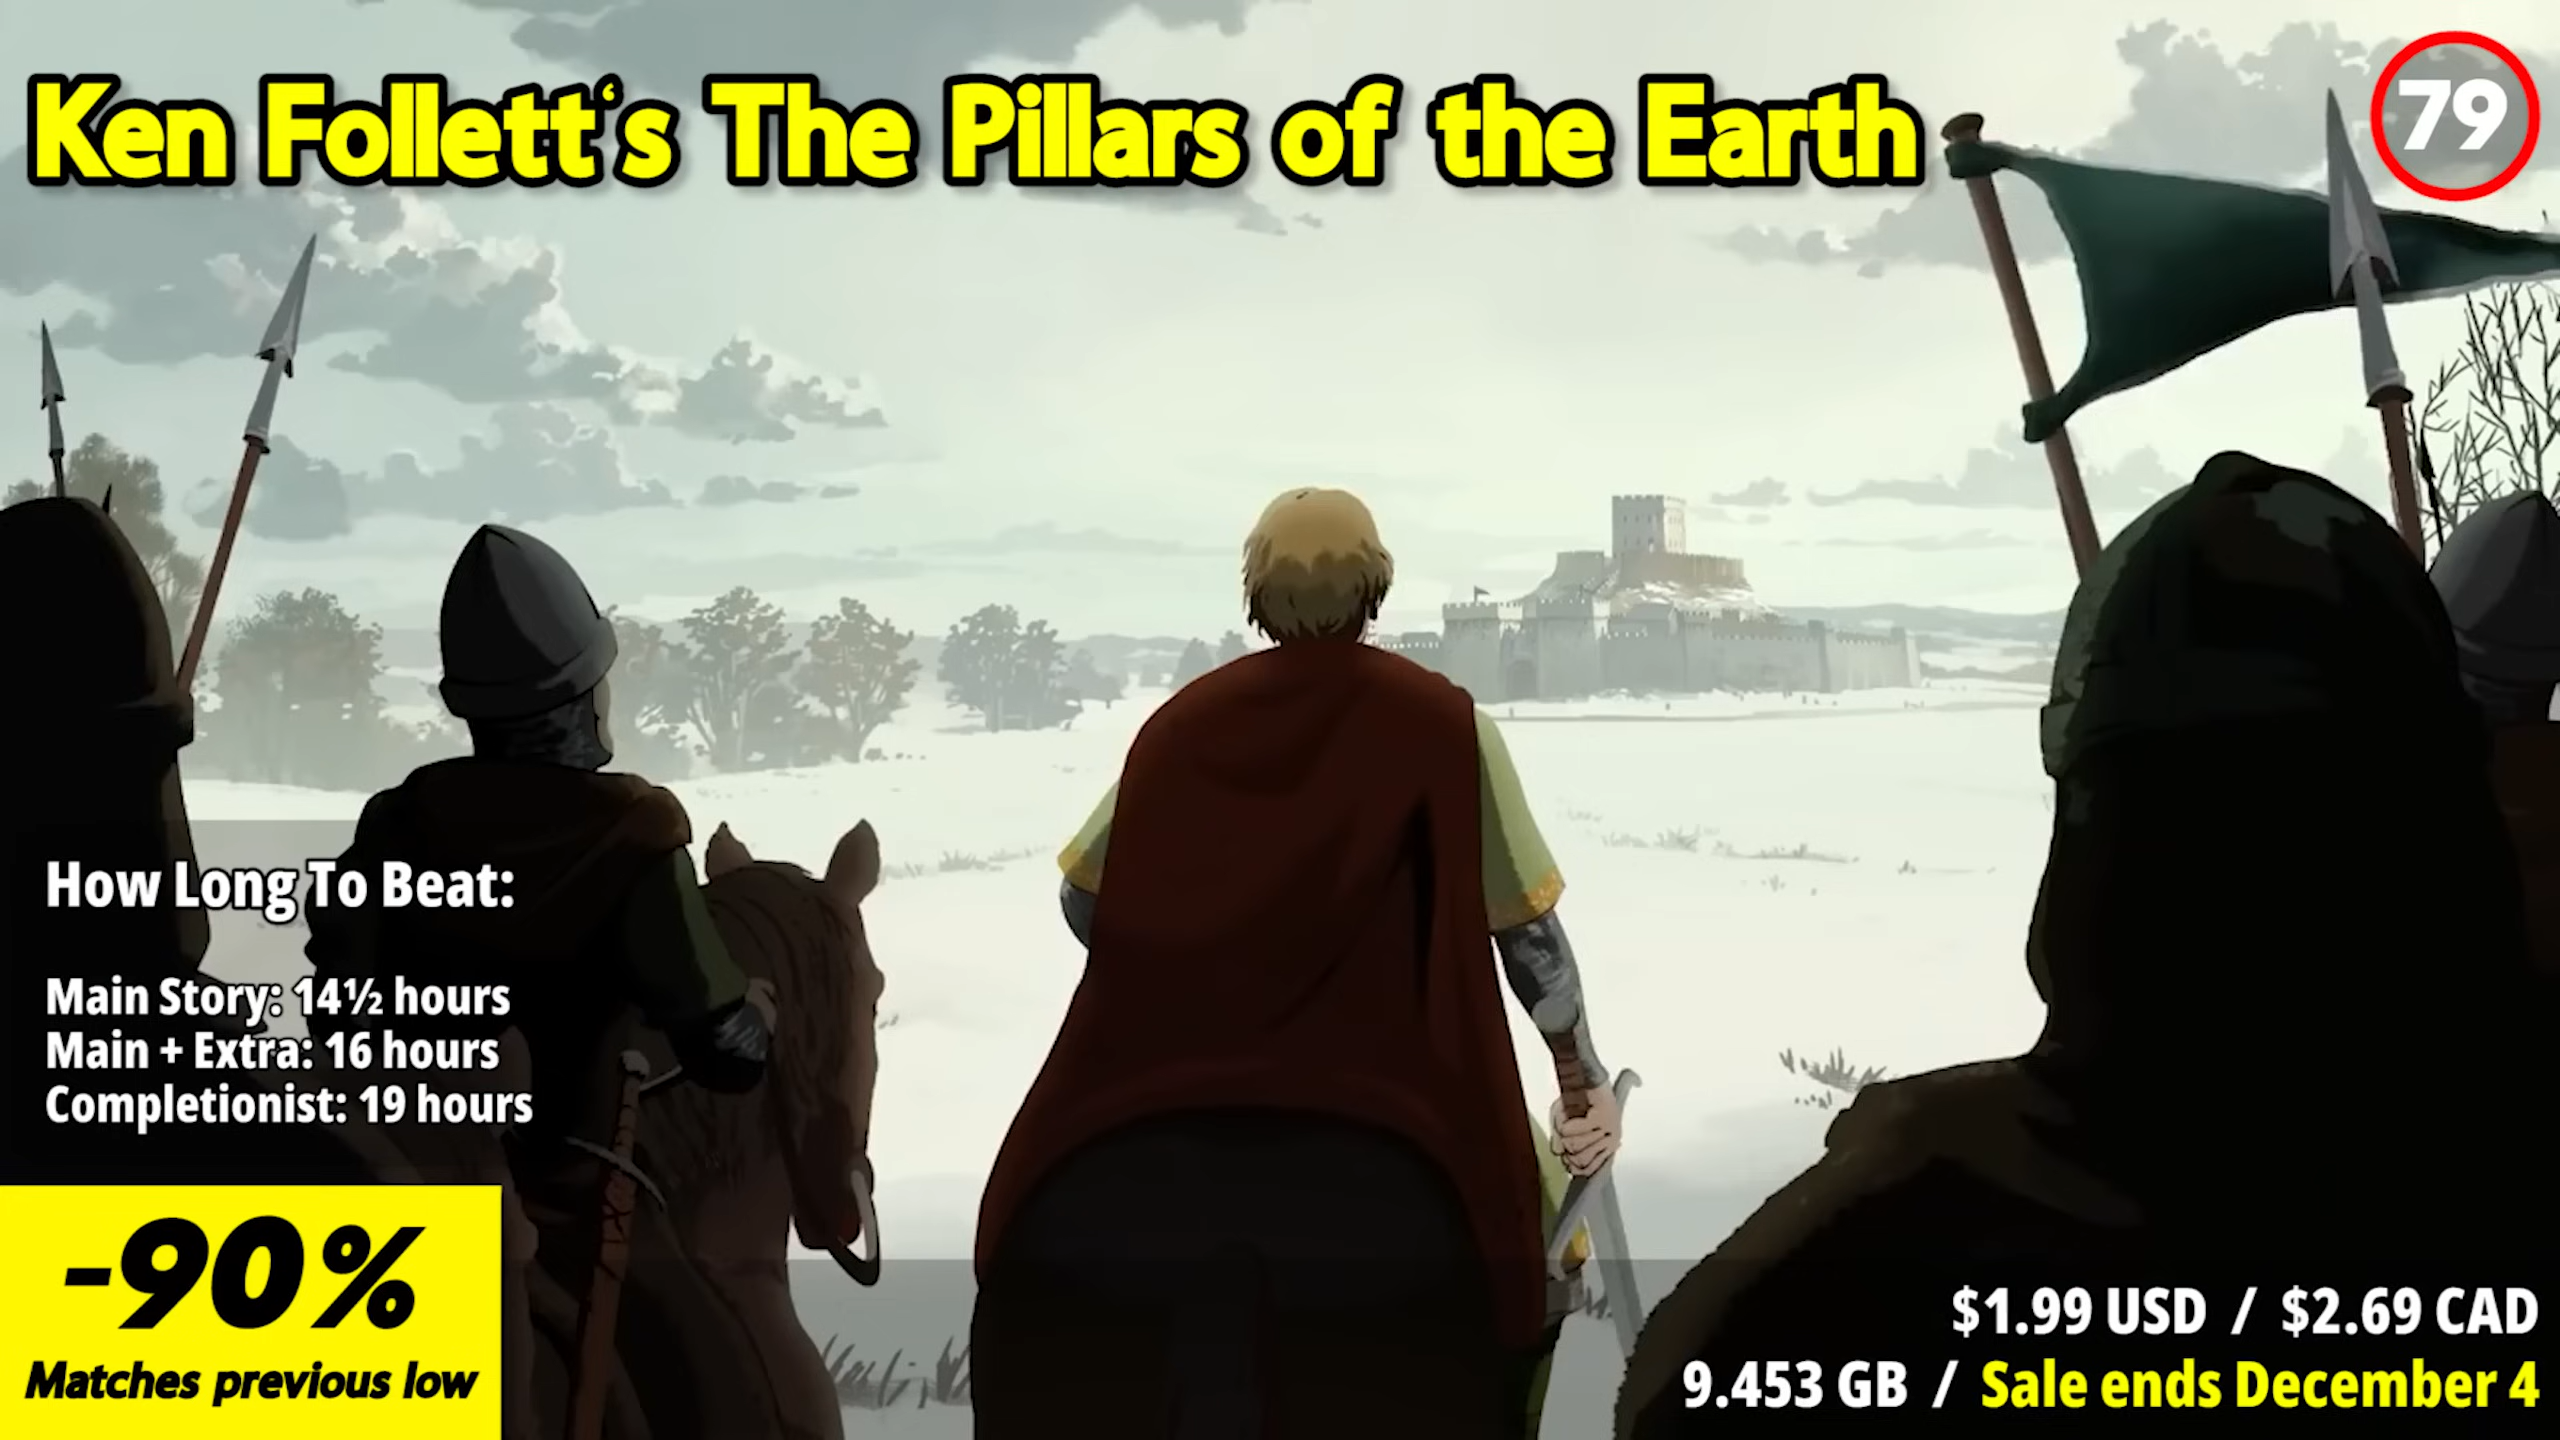 Ken Follett‘s The Pillars of the Earth
79
How Long To Beat:
Main Story: 14½ hours
Main + Extra: 16 hours
Completionist: 19 hours
-90%
Matches previous low
$1.99 USD / $2.69 CAD
9.453 GB / Sale ends December 4